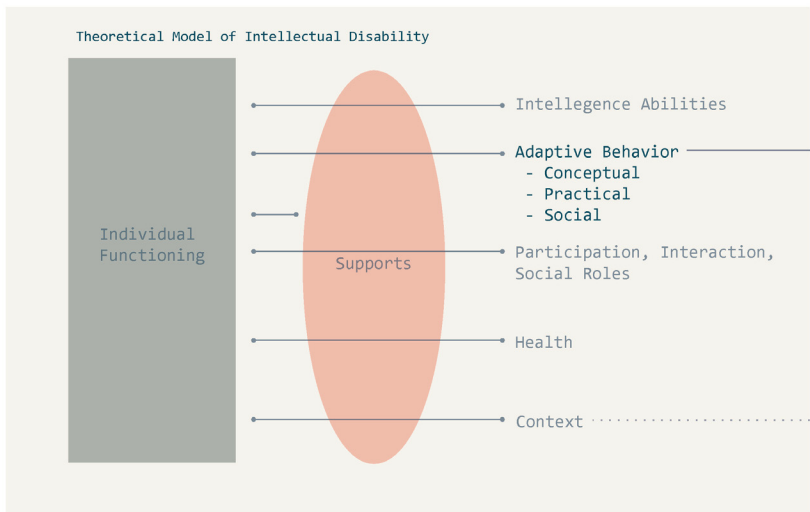 Theoretical Model of Intellectual Disability
Individual
Functioning
Supports
Intellegence Abilities
Adaptive Behavior
- Conceptual
- Practical
- Social
Participation, Interaction,
Social Roles
Health
Context